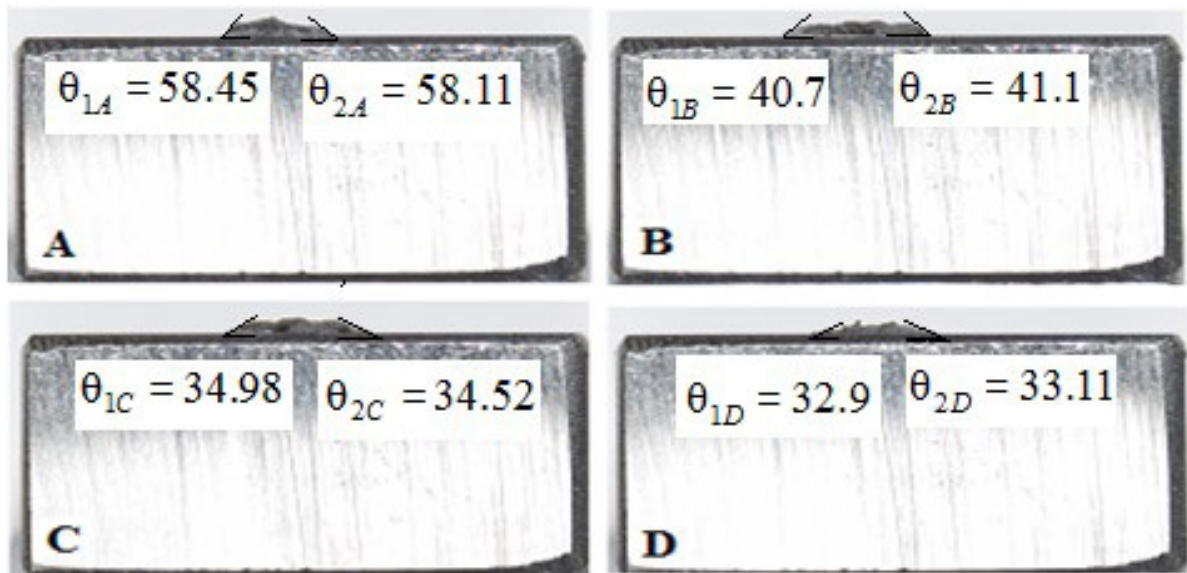 θ1A = 58.45
θ2A = 58.11
A
θ1B = 40.7
θ2B = 41.1
B
θ1C = 34.98
θ2C = 34.52
C
θ1D = 32.9
θ2D = 33.11
D